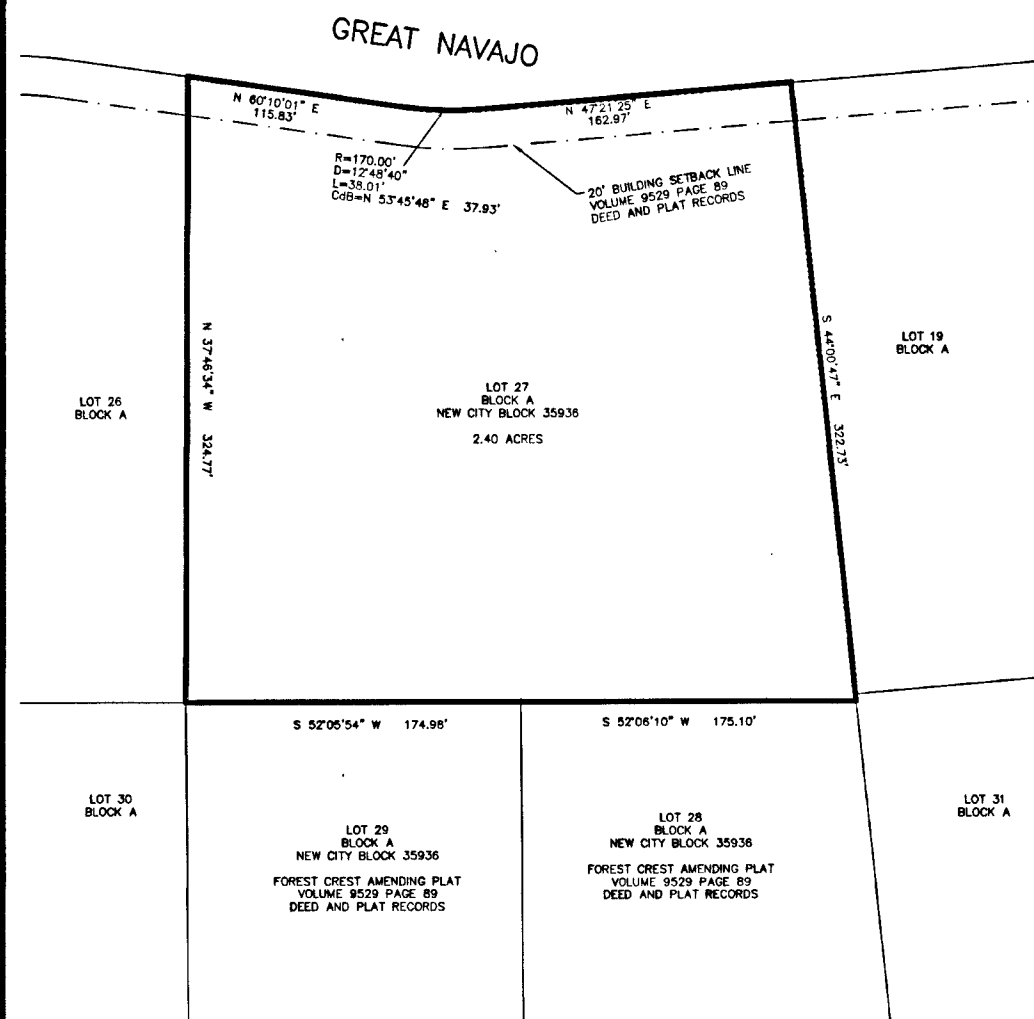 GREAT NAVAJO
N 60°10'01" E
115.83'
N 47°21'25" E
162.97'
R=170.00'
D=12°48'40"
L=38.01'
CdB=N 53°45'48" E 37.93'
20' BUILDING SETBACK LINE
VOLUME 9529 PAGE 89
DEED AND PLAT RECORDS
N 37°46'34" W 324.77'
S 44°00'47" E 322.73'
LOT 19
BLOCK A
LOT 26
BLOCK A
LOT 27
BLOCK A
NEW CITY BLOCK 35936
2.40 ACRES
S 52°05'54" W 174.98'
S 52°06'10" W 175.10'
LOT 30
BLOCK A
LOT 29
BLOCK A
NEW CITY BLOCK 35936
FOREST CREST AMENDING PLAT
VOLUME 9529 PAGE 89
DEED AND PLAT RECORDS
LOT 28
BLOCK A
NEW CITY BLOCK 35936
FOREST CREST AMENDING PLAT
VOLUME 9529 PAGE 89
DEED AND PLAT RECORDS
LOT 31
BLOCK A